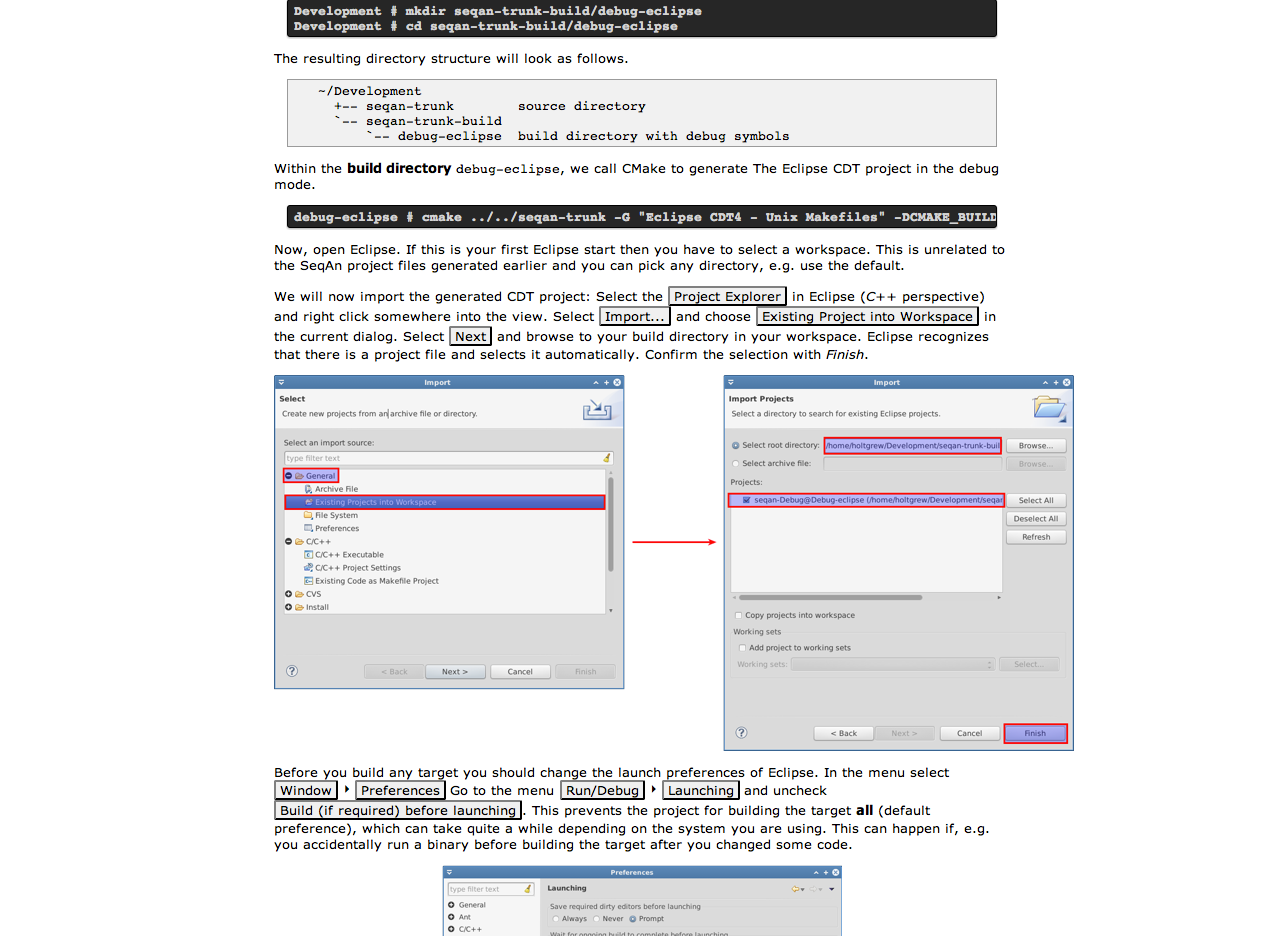 Development # mkdir seqan-trunk-build/debug-eclipse
Development # cd seqan-trunk-build/debug-eclipse
The resulting directory structure will look as follows.
~/Development
+-- seqan-trunk        source directory
`-- seqan-trunk-build
`-- debug-eclipse  build directory with debug symbols
Within the build directory debug-eclipse, we call CMake to generate The Eclipse CDT project in the debug
mode.
debug-eclipse # cmake ../../seqan-trunk -G "Eclipse CDT4 - Unix Makefiles" -DCMAKE_BUILD
Now, open Eclipse. If this is your first Eclipse start then you have to select a workspace. This is unrelated to
the SeqAn project files generated earlier and you can pick any directory, e.g. use the default.
We will now import the generated CDT project: Select the Project Explorer in Eclipse (C++ perspective)
and right click somewhere into the view. Select Import... and choose Existing Project into Workspace in
the current dialog. Select Next and browse to your build directory in your workspace. Eclipse recognizes
that there is a project file and selects it automatically. Confirm the selection with Finish.
Import
Select
Create new projects from an archive file or directory.
Select an import source:
type filter text
General
Archive File
Existing Projects into Workspace
File System
Preferences
C/C++
C/C++ Executable
C/C++ Project Settings
Existing Code as Makefile Project
CVS
Install
< Back Next > Cancel Finish
Import
Import Projects
Select a directory to search for existing Eclipse projects.
Select root directory: /home/holtgrew/Development/seqan-trunk-buil Browse...
Select archive file: Browse...
Projects:
seqan-Debug@Debug-eclipse (/home/holtgrew/Development/seqan Select All
Deselect All
Refresh
Copy projects into workspace
Working sets
Add project to working sets
Working sets: Select...
< Back Next > Cancel Finish
Before you build any target you should change the launch preferences of Eclipse. In the menu select
Window ‣ Preferences Go to the menu Run/Debug ‣ Launching and uncheck
Build (if required) before launching. This prevents the project for building the target all (default
preference), which can take quite a while depending on the system you are using. This can happen if, e.g.
you accidentally run a binary before building the target after you changed some code.
Preferences
type filter text
General
Ant
C/C++
Launching
Save required dirty editors before launching
Always Never Prompt
Wait for ongoing build to complete before launching